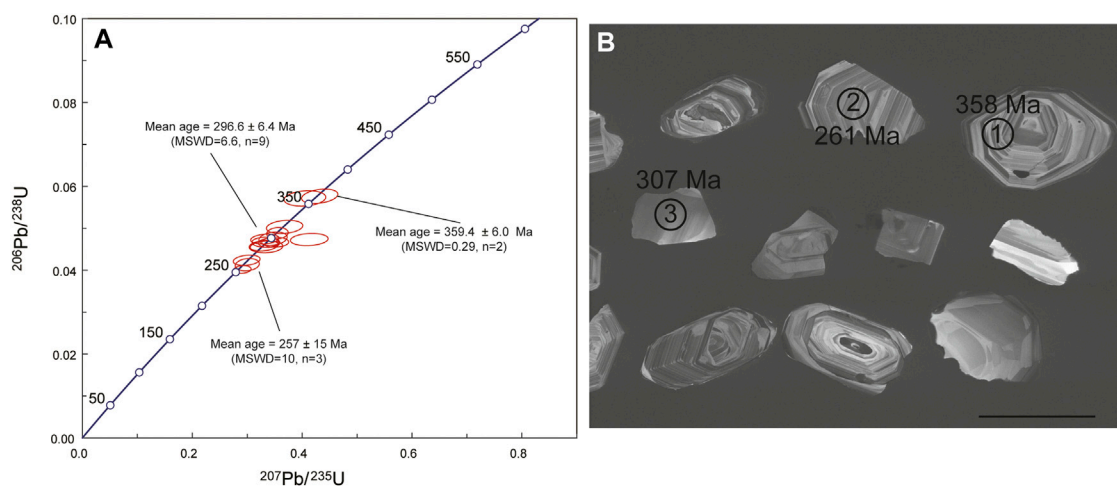 A
0.10
0.08
0.06
0.04
0.02
0.00
206Pb/238U
0.0
0.2
0.4
0.6
0.8
207Pb/235U
50
150
250
350
450
550
Mean age = 296.6 ± 6.4 Ma
(MSWD=6.6, n=9)
Mean age = 359.4 ± 6.0 Ma
(MSWD=0.29, n=2)
Mean age = 257 ± 15 Ma
(MSWD=10, n=3)
B
2
261 Ma
358 Ma
1
307 Ma
3